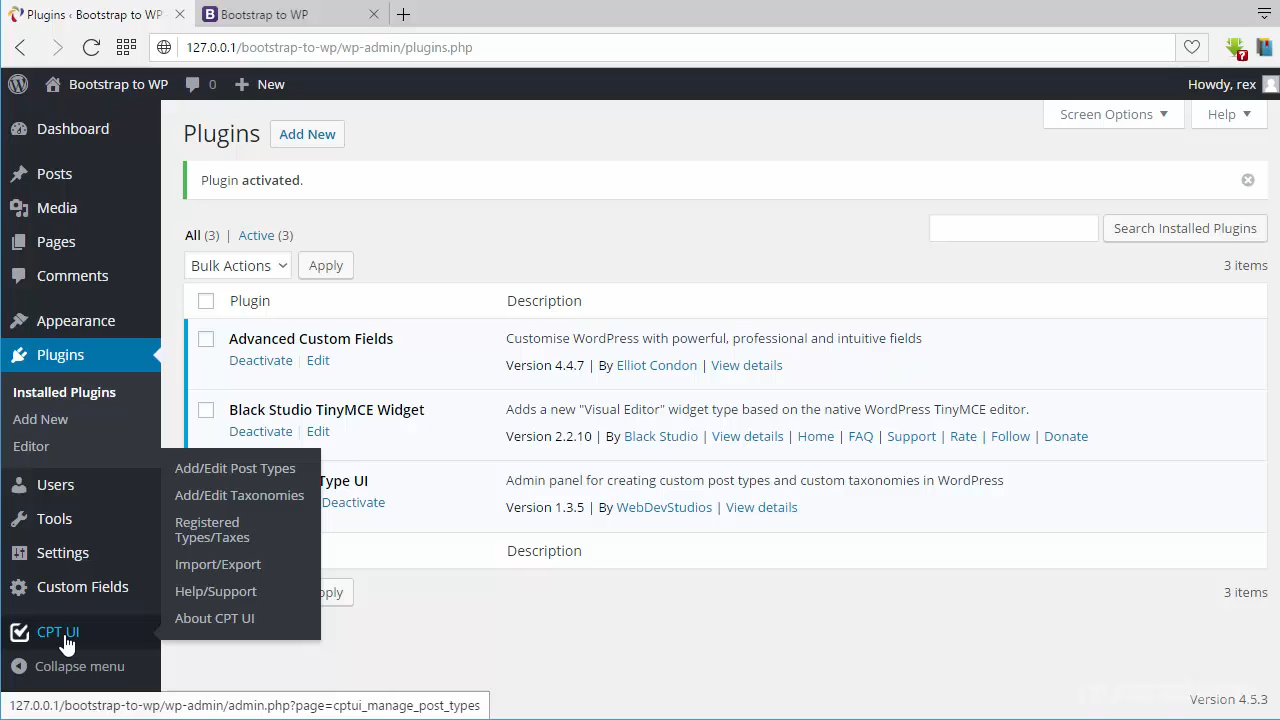 Plugins ‹ Bootstrap to WP
Bootstrap to WP
127.0.0.1/bootstrap-to-wp/wp-admin/plugins.php
Bootstrap to WP
0
New
Howdy, rex
Screen Options
Help
Dashboard
Posts
Media
Pages
Comments
Appearance
Plugins
Installed Plugins
Add New
Editor
Users
Tools
Settings
Custom Fields
CPT UI
Collapse menu
Add/Edit Post Types
Add/Edit Taxonomies
Registered
Types/Taxes
Import/Export
Help/Support
About CPT UI
Plugins
Add New
Plugin activated.
All (3) | Active (3)
Search Installed Plugins
Bulk Actions
Apply
3 items
Plugin
Description
Advanced Custom Fields
Customise WordPress with powerful, professional and intuitive fields
Deactivate | Edit
Version 4.4.7 | By Elliot Condon | View details
Black Studio TinyMCE Widget
Adds a new "Visual Editor" widget type based on the native WordPress TinyMCE editor.
Deactivate | Edit
Version 2.2.10 | By Black Studio | View details | Home | FAQ | Support | Rate | Follow | Donate
Type UI
Admin panel for creating custom post types and custom taxonomies in WordPress
Deactivate
Version 1.3.5 | By WebDevStudios | View details
Description
ply
3 items
127.0.0.1/bootstrap-to-wp/wp-admin/admin.php?page=cptui_manage_post_types
Version 4.5.3